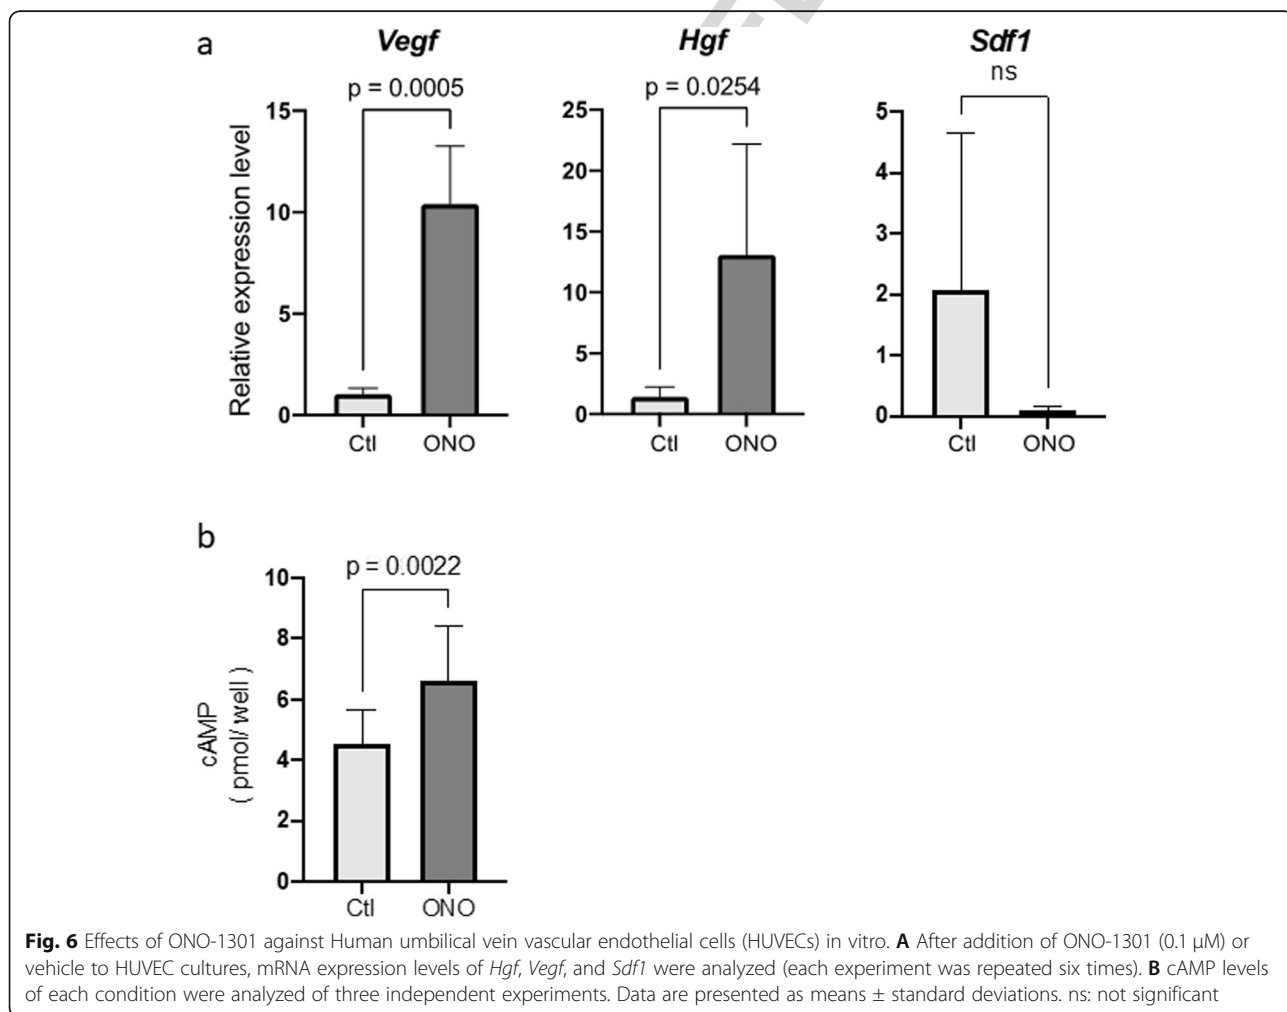 a
Vegf
Hgf
Sdf1
p = 0.0005
p = 0.0254
ns
Relative expression level
15
10
5
0
Ctl
ONO
25
20
15
10
5
0
Ctl
ONO
5
4
3
2
1
0
Ctl
ONO
b
p = 0.0022
cAMP
( pmol/ well )
10
8
6
4
2
0
Ctl
ONO
Fig. 6 Effects of ONO-1301 against Human umbilical vein vascular endothelial cells (HUVECs) in vitro. A After addition of ONO-1301 (0.1 μM) or
vehicle to HUVEC cultures, mRNA expression levels of Hgf, Vegf, and Sdf1 were analyzed (each experiment was repeated six times). B cAMP levels
of each condition were analyzed of three independent experiments. Data are presented as means ± standard deviations. ns: not significant